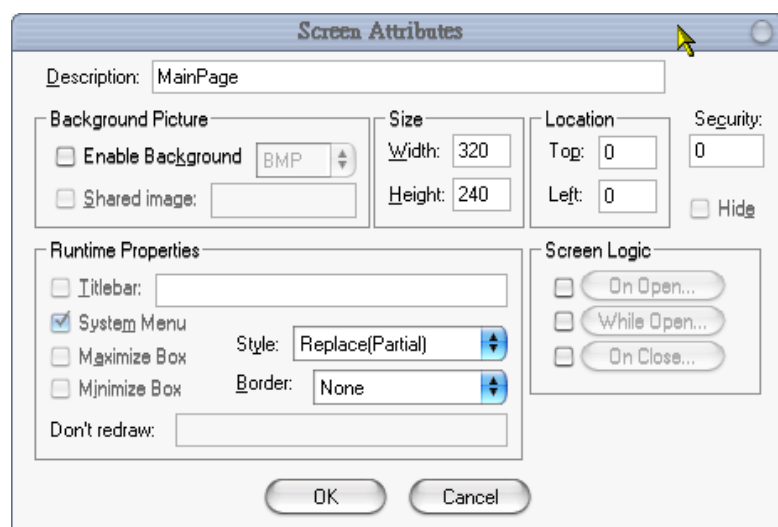 Screen Attributes
Description: MainPage
Background Picture
Enable Background BMP
Shared image:
Size
Width: 320
Height: 240
Location
Top: 0
Left: 0
Security:
0
Hide
Runtime Properties
Titlebar:
System Menu
Maximize Box
Minimize Box
Style: Replace(Partial)
Border: None
Don't redraw:
Screen Logic
On Open...
While Open...
On Close...
OK
Cancel